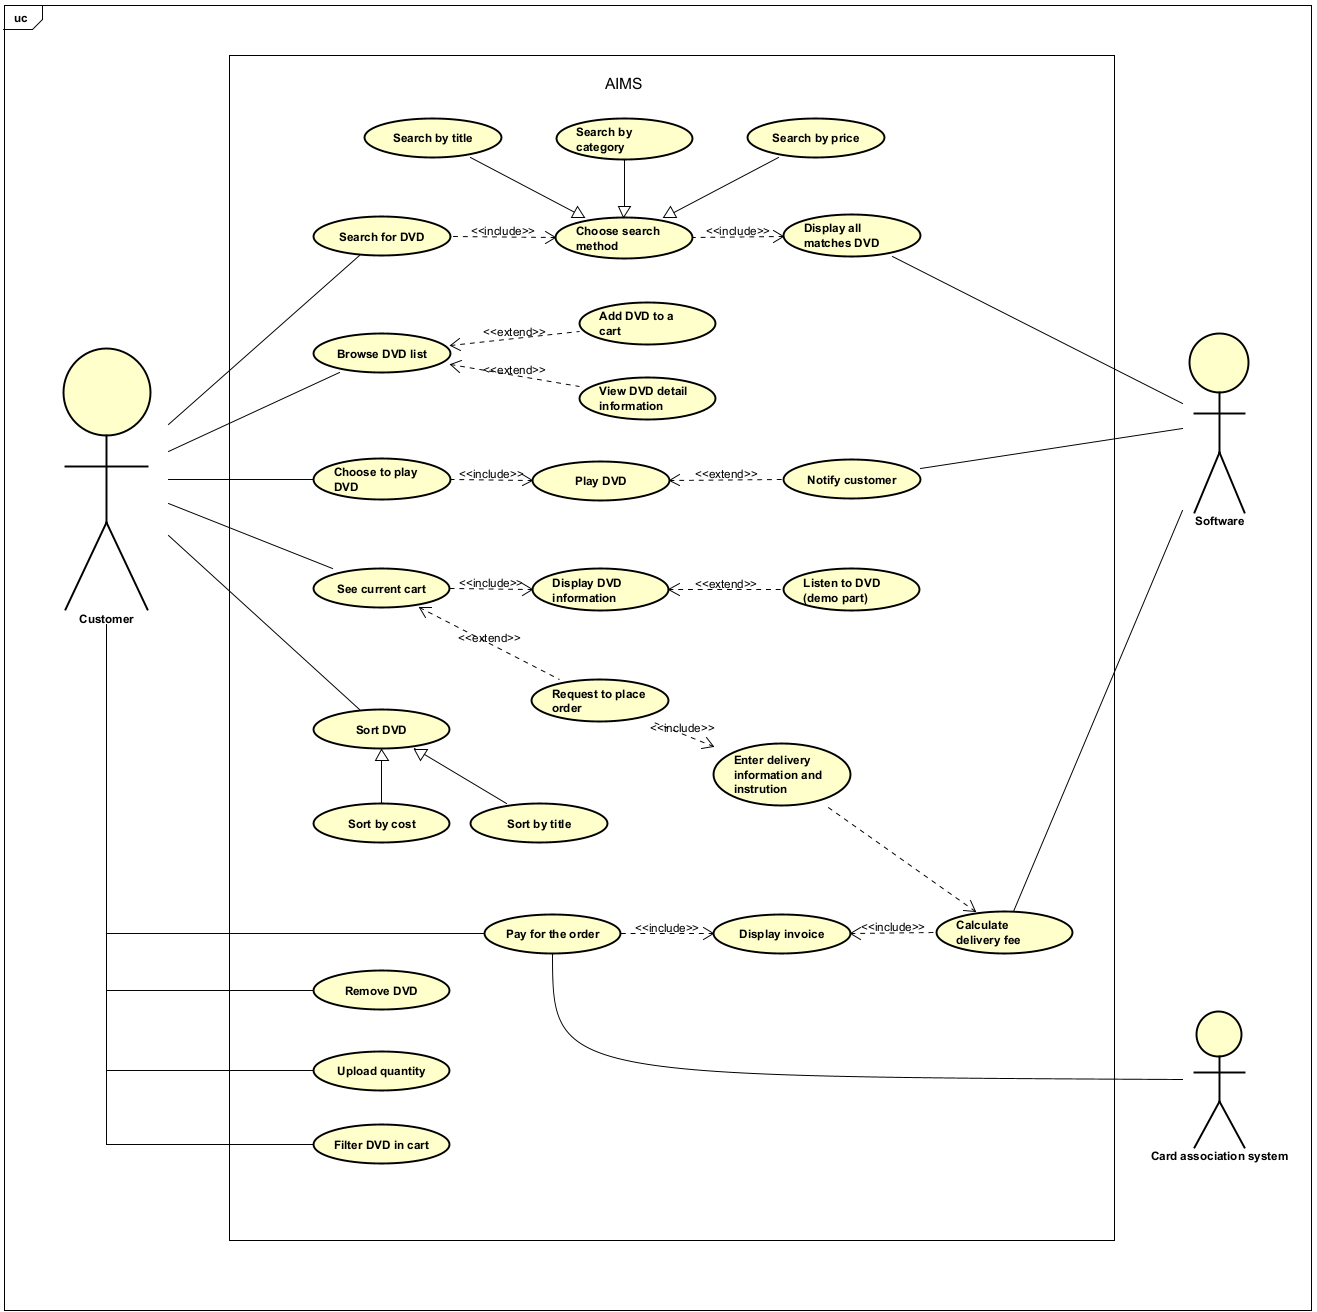 uc
AIMS
Search by title
Search by
category
Search by price
Search for DVD
<<include>>
Choose search
method
<<include>>
Display all
matches DVD
Browse DVD list
<<extend>>
Add DVD to a
cart
<<extend>>
View DVD detail
information
Choose to play
DVD
<<include>>
Play DVD
<<extend>>
Notify customer
Software
See current cart
<<include>>
Display DVD
information
<<extend>>
Listen to DVD
(demo part)
Customer
<<extend>>
Request to place
order
<<include>>
Sort DVD
Enter delivery
information and
instrution
Sort by cost
Sort by title
Pay for the order
<<include>>
Display invoice
<<include>>
Calculate
delivery fee
Remove DVD
Upload quantity
Filter DVD in cart
Card association system